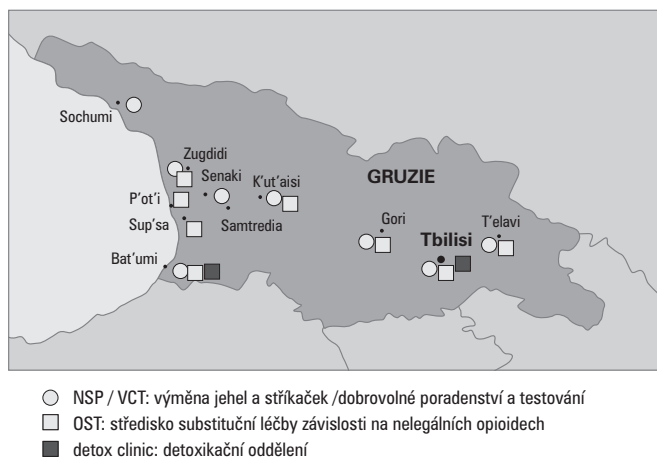 Sochumi
Zugdidi
Senaki
K'ut'aisi
GRUZIE
P'ot'i
Sup'sa
Samtredia
Gori
Tbilisi
T'elavi
Bat'umi
NSP / VCT: výměna jehel a stříkaček /dobrovolné poradenství a testování
OST: středisko substituční léčby závislosti na nelegálních opioidech
detox clinic: detoxikační oddělení